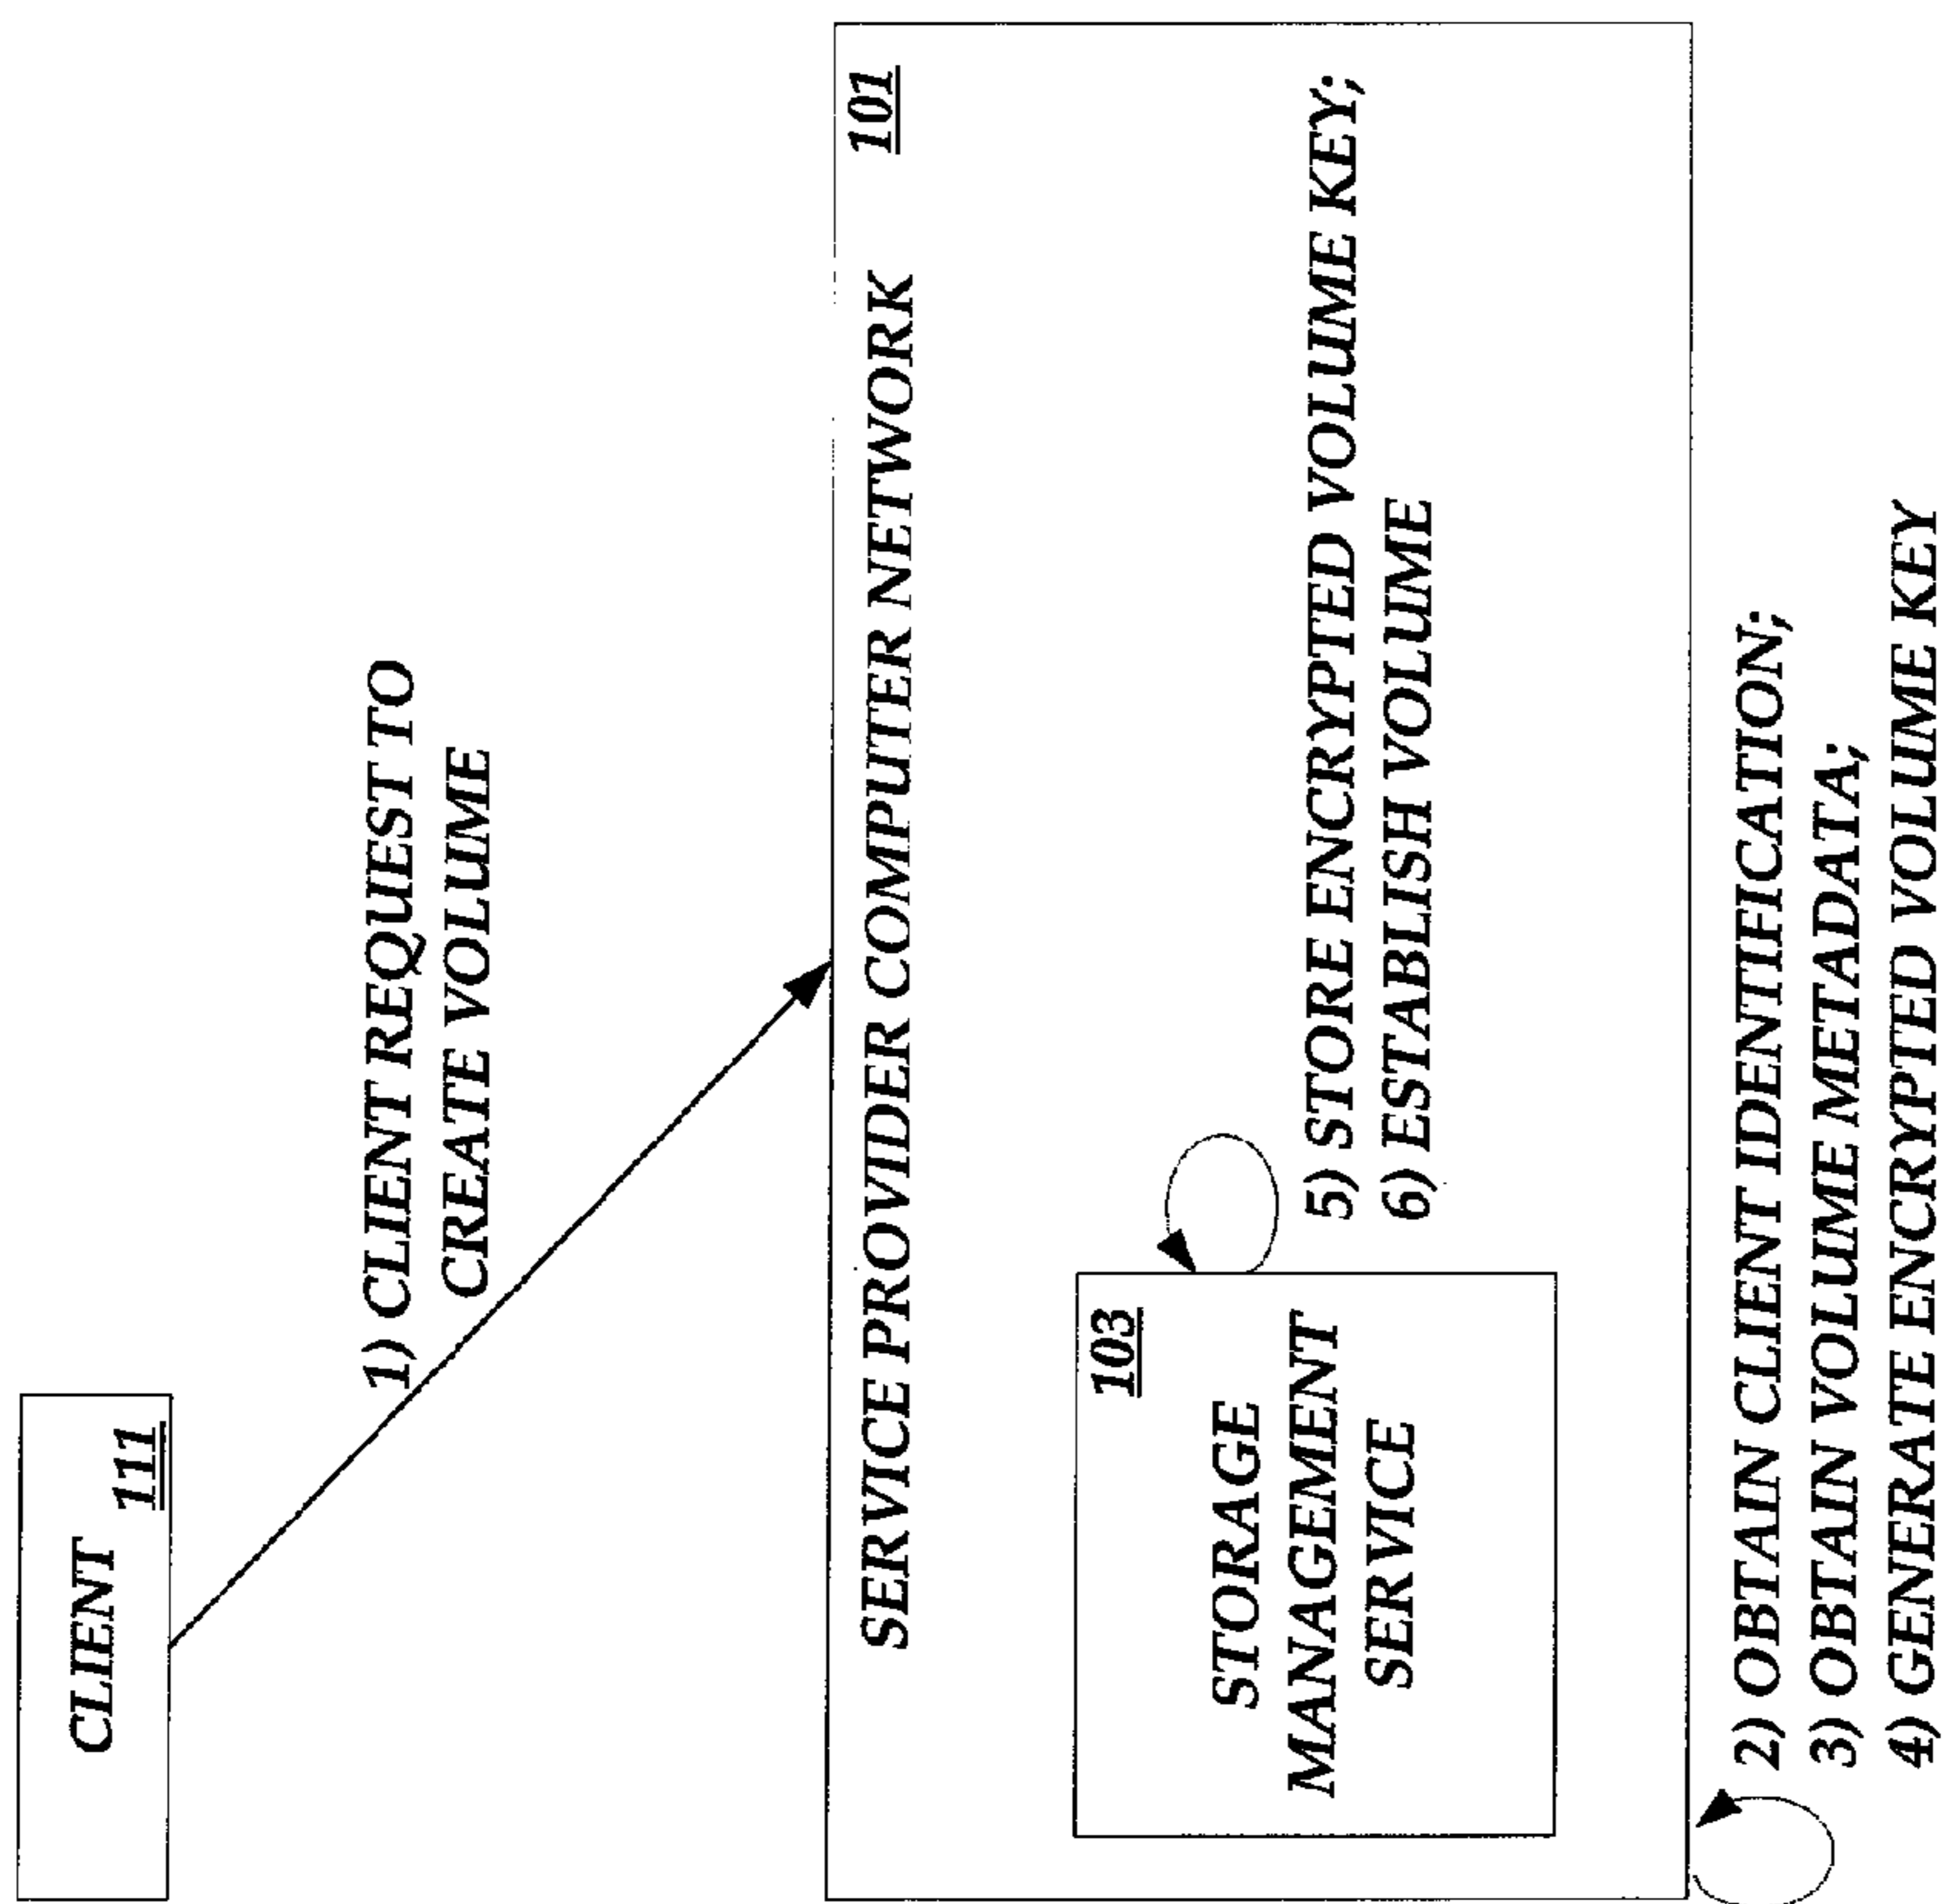 CLIENT
111
1) CLIENT REQUEST TO
CREATE VOLUME
SERVICE PROVIDER COMPUTER NETWORK
101
103
STORAGE
MANAGEMENT
SERVICE
5) STORE ENCRYPTED VOLUME KEY;
6) ESTABLISH VOLUME
2) OBTAIN CLIENT IDENTIFICATION;
3) OBTAIN VOLUME METADATA;
4) GENERATE ENCRYPTED VOLUME KEY